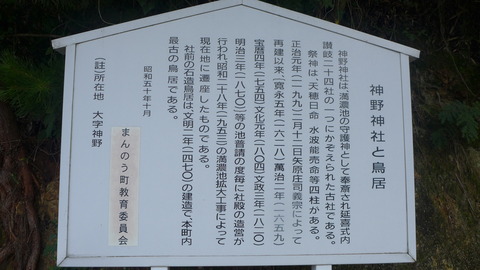 神野神社と鳥居
神野神社は、満濃池の守護神として奉斎され延喜式内
讃岐二十四社の一つにかぞえられた古社である。
祭神は、天穂日命 水波能売命等四柱がある。
正治元年(一一九九)二月十二日矢原庄司義宗によって
再建以来、寛永五年(一六二八)萬治二年(一六五九)
宝暦四年(一七五四)文化元年(一八〇四)文政三年(一八二〇)
明治三年(一八七〇)等の池普請の度毎に社殿の造営が
行われ昭和二十八年(一九五三)の満濃池拡大工事によって
現在地に遷座したものである。
社前の石造鳥居は、文明二年(一四七〇)の建造で、本町内
最古の鳥居である。
昭和五十年十月
まんのう町教育委員会
(註)所在地 大字神野